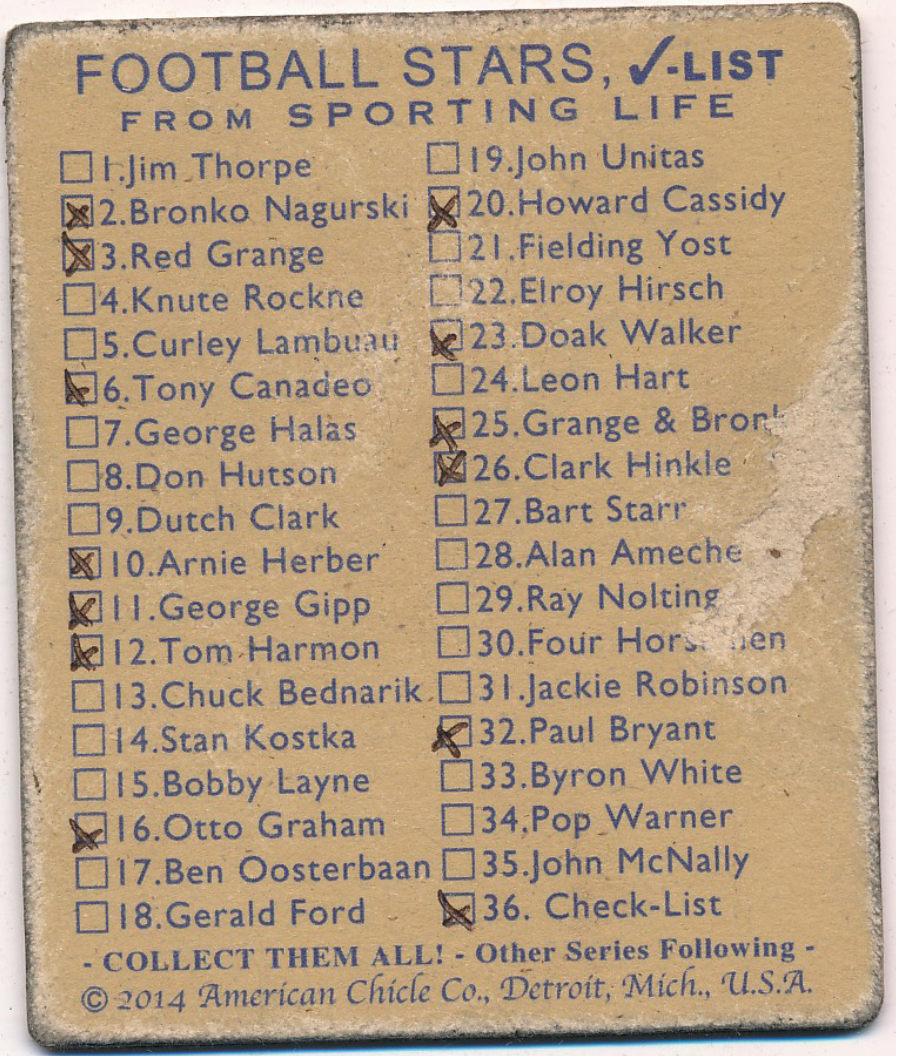 FOOTBALL STARS, ✓-LIST
FROM SPORTING LIFE
1.Jim Thorpe
2.Bronko Nagurski
3.Red Grange
4.Knute Rockne
5.Curley Lambuau
6.Tony Canadeo
7.George Halas
8.Don Hutson
9.Dutch Clark
10.Arnie Herber
11.George Gipp
12.Tom Harmon
13.Chuck Bednarik
14.Stan Kostka
15.Bobby Layne
16.Otto Graham
17.Ben Oosterbaan
18.Gerald Ford
19.John Unitas
20.Howard Cassidy
21.Fielding Yost
22.Elroy Hirsch
23.Doak Walker
24.Leon Hart
25.Grange &
26.Clark Hinkle
27.Bart Starr
28.Alan Ameche
29.Ray Nolting
30.Four
31.Jackie Robinson
32.Paul Bryant
33.Byron White
34.Pop Warner
35.John McNally
36. Check-List
- COLLECT THEM ALL! - Other Series Following -
© 2014 American Chicle Co., Detroit, Mich., U.S.A.